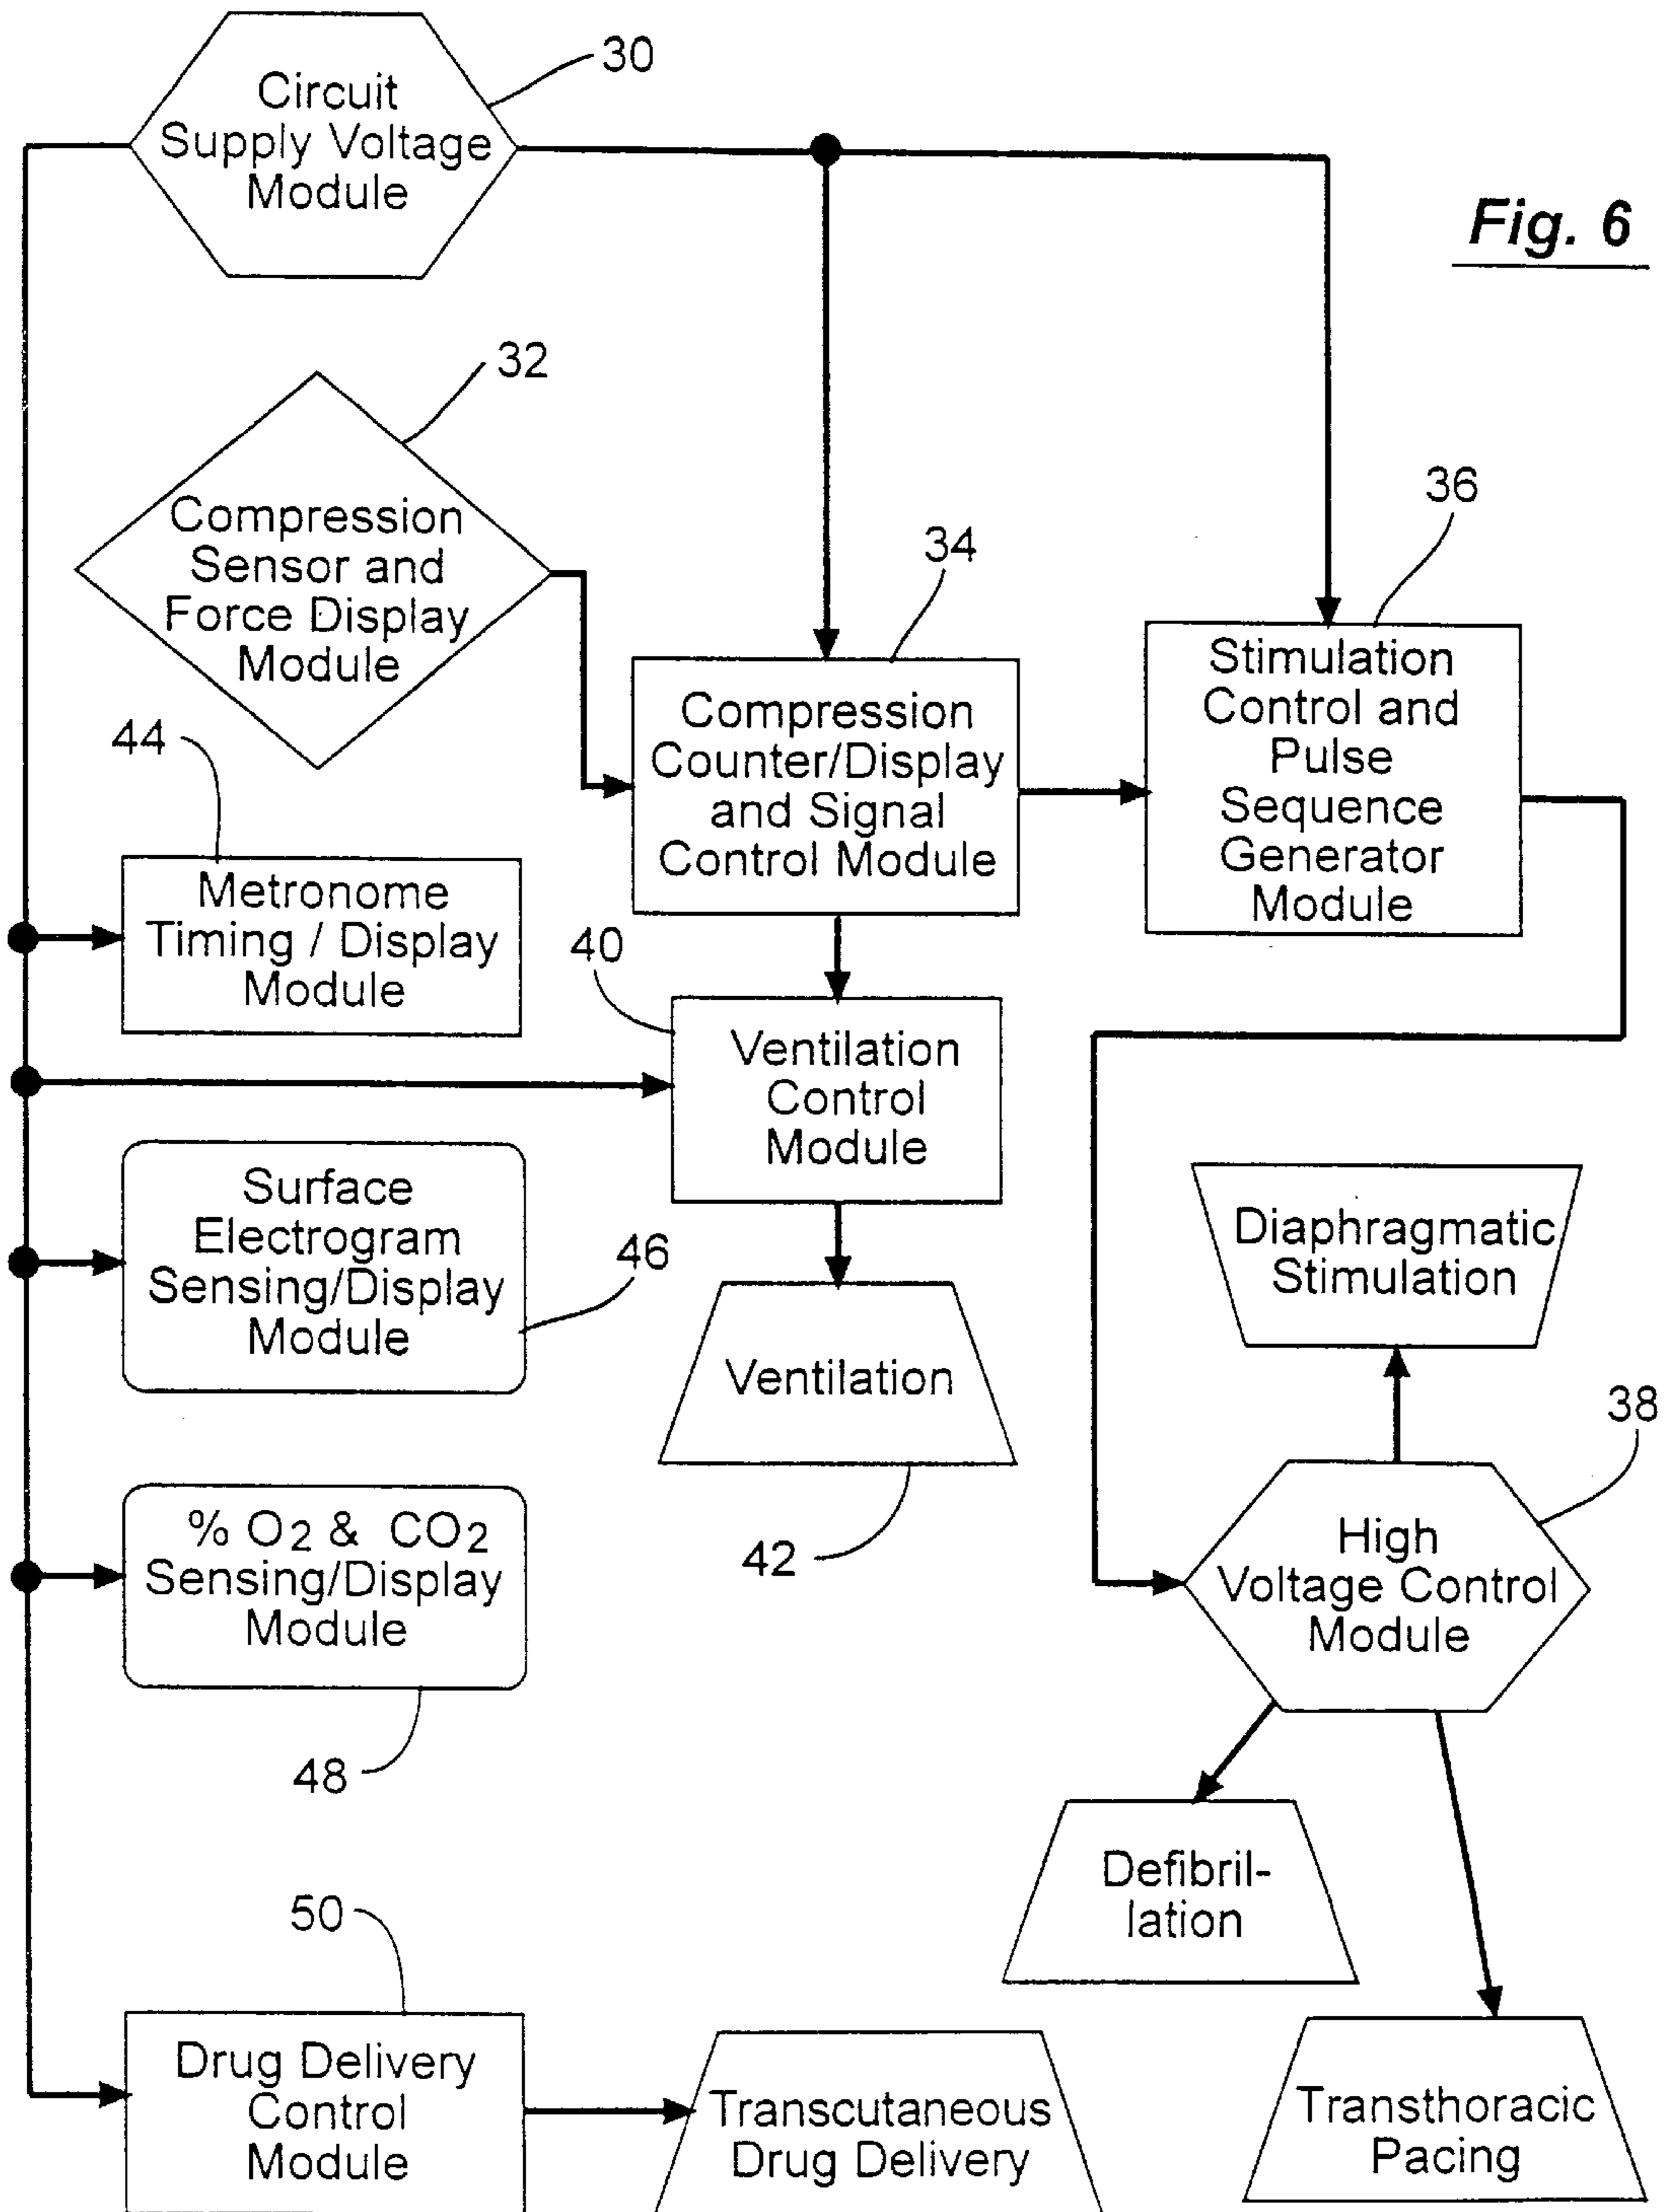 30
Circuit
Supply Voltage
Module
Fig. 6
32
Compression
Sensor and
Force Display
Module
34
Compression
Counter/Display
and Signal
Control Module
36
Stimulation
Control and
Pulse
Sequence
Generator
Module
44
Metronome
Timing / Display
Module
40
Ventilation
Control
Module
Surface
Electrogram
Sensing/Display
Module
46
Ventilation
42
Diaphragmatic
Stimulation
38
High
Voltage Control
Module
% O2 & CO2
Sensing/Display
Module
48
Defibril-
lation
50
Drug Delivery
Control
Module
Transcutaneous
Drug Delivery
Transthoracic
Pacing